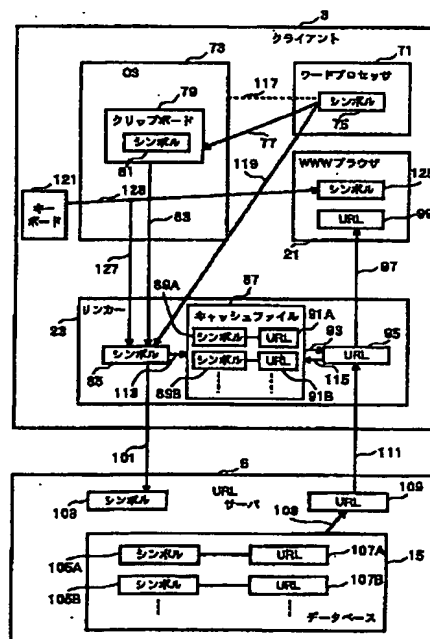 3
クライアント
73
71
OS
ワードプロセッサ
79
117
クリップボード
シンボル
シンボル
75
81
77
119
WWWブラウザ
121
123
シンボル
125
キーボード
83
URL
99
21
127
87
97
23
89A
リンカー
キャッシュファイル
91A
シンボル
URL
93
95
シンボル
シンボル
URL
URL
85
113
89B
91B
115
101
111
5
103
シンボル
URL
サーバ
URL
109
108
15
105A
シンボル
URL
107A
105B
シンボル
URL
107B
データベース